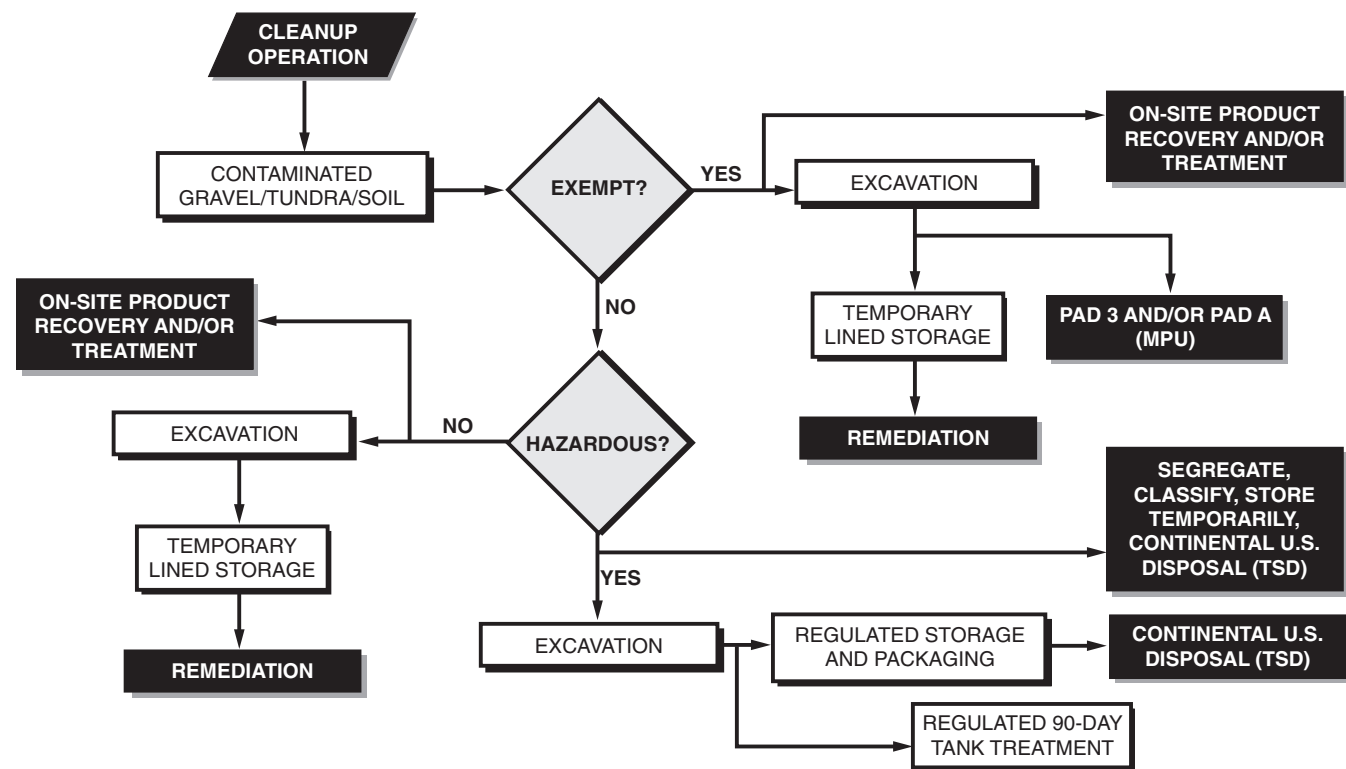 CLEANUP
OPERATION
CONTAMINATED
GRAVEL/TUNDRA/SOIL
EXEMPT?
YES
EXCAVATION
ON-SITE PRODUCT
RECOVERY AND/OR
TREATMENT
TEMPORARY
LINED STORAGE
PAD 3 AND/OR PAD A
(MPU)
REMEDIATION
NO
HAZARDOUS?
NO
ON-SITE PRODUCT
RECOVERY AND/OR
TREATMENT
EXCAVATION
TEMPORARY
LINED STORAGE
REMEDIATION
YES
SEGREGATE,
CLASSIFY, STORE
TEMPORARILY,
CONTINENTAL U.S.
DISPOSAL (TSD)
EXCAVATION
REGULATED STORAGE
AND PACKAGING
CONTINENTAL U.S.
DISPOSAL (TSD)
REGULATED 90-DAY
TANK TREATMENT